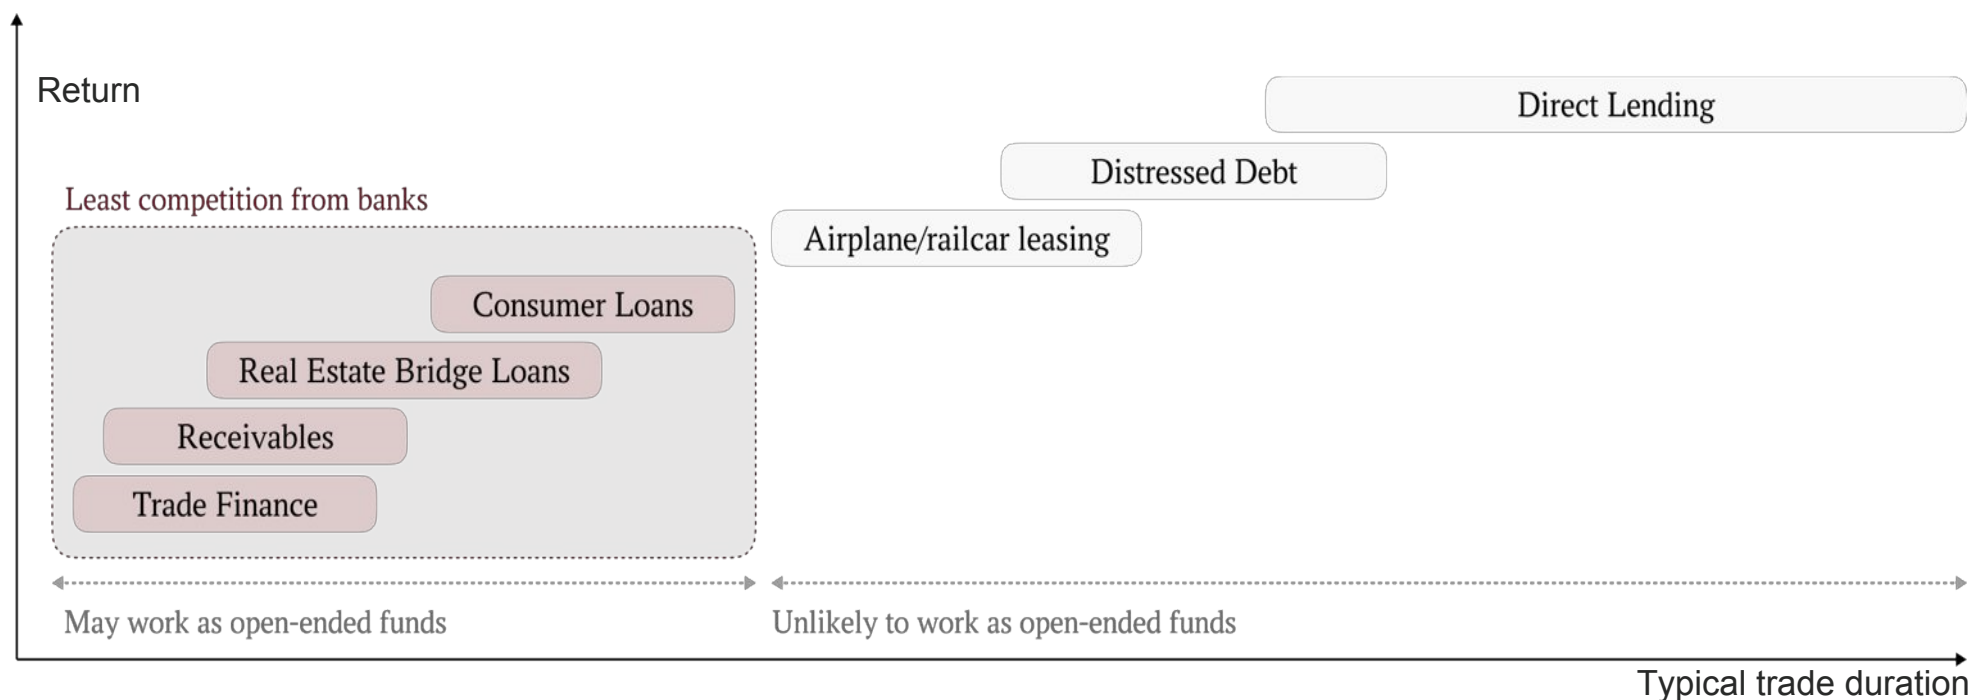 Return
Direct Lending
Distressed Debt
Least competition from banks
Airplane/railcar leasing
Consumer Loans
Real Estate Bridge Loans
Receivables
Trade Finance
May work as open-ended funds
Unlikely to work as open-ended funds
Typical trade duration